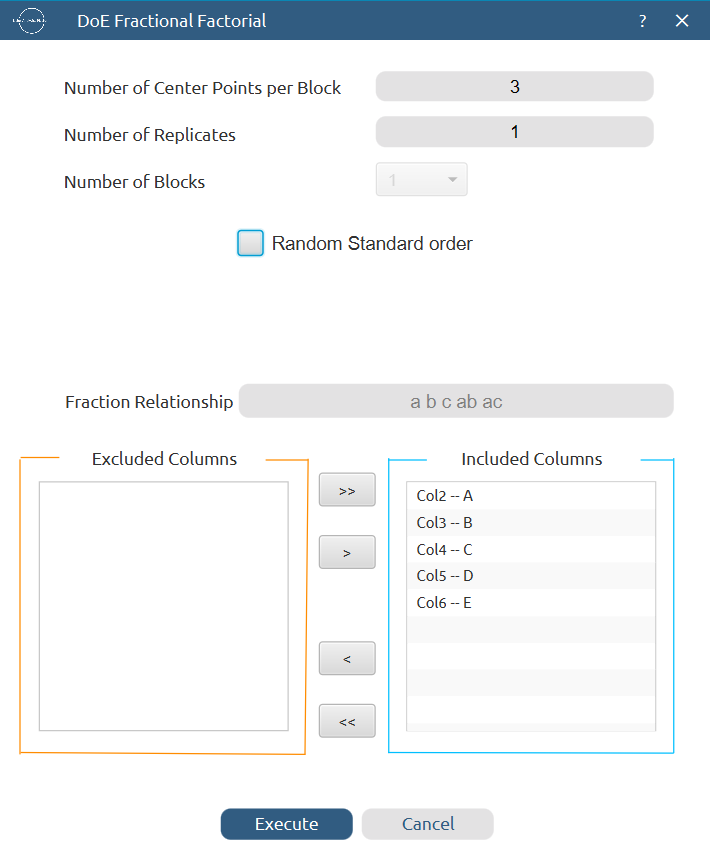 DoE Fractional Factorial ?
Number of Center Points per Block 3
Number of Replicates 1
Number of Blocks 1
Random Standard order
Fraction Relationship a b c ab ac
Excluded Columns Included Columns
>>
>
<
<<
Col2 -- A
Col3 -- B
Col4 -- C
Col5 -- D
Col6 -- E
Execute Cancel